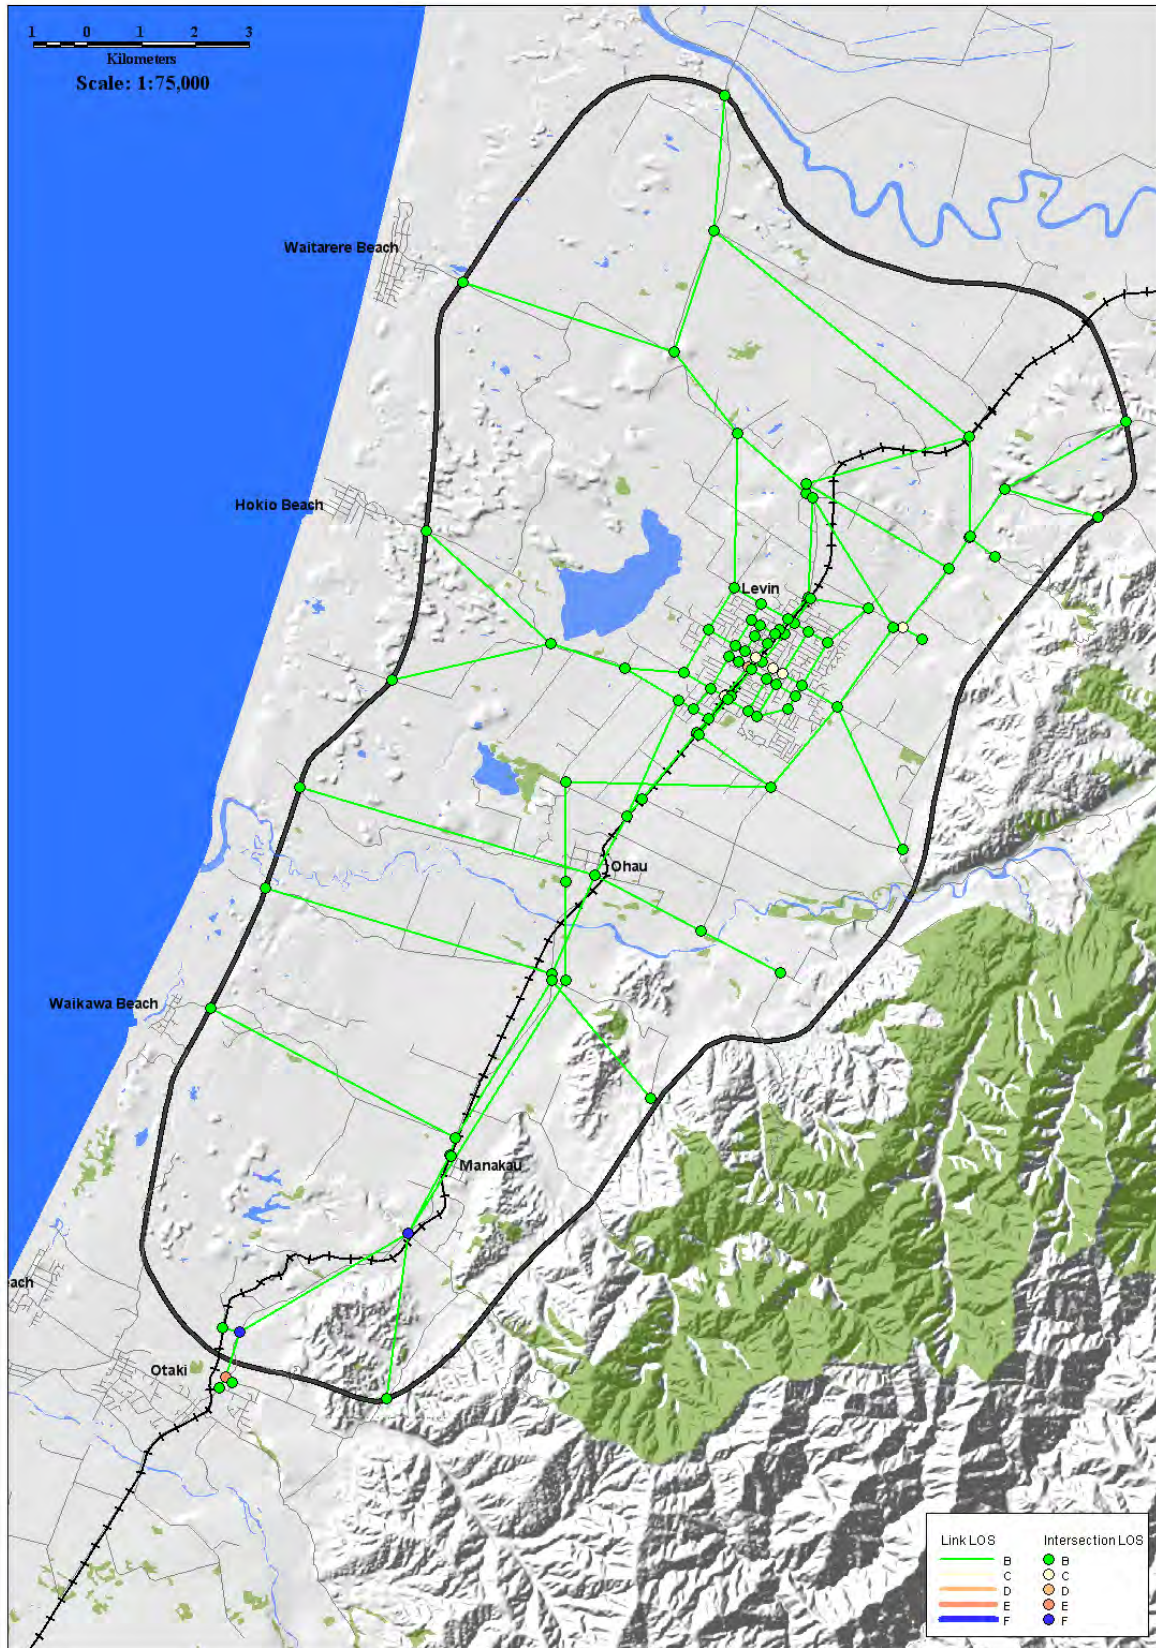 1 0 1 2 3
Kilometers
Scale: 1:75,000
Waitarere Beach
Hokio Beach
Levin
Ohau
Waikawa Beach
Manakau
each
Otaki
Link LOS Intersection LOS
B B
C C
D D
E E
F F